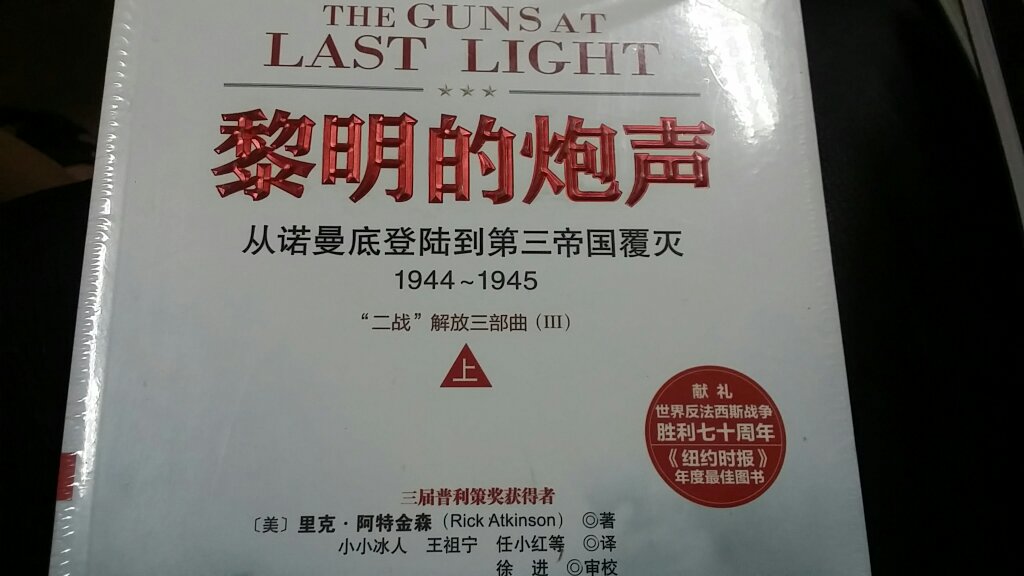 THE GUNS AT
LAST LIGHT
黎明的炮声
从诺曼底登陆到第三帝国覆灭
1944~1945
“二战”解放三部曲(III)
上
献 礼
世界反法西斯战争
胜利七十周年
《纽约时报》
年度最佳图书
三届普利策奖获得者
〔美〕里克·阿特金森(Rick Atkinson) ◎著
小小冰人 王祖宁 任小红等 ◎译
徐 进 ◎审校